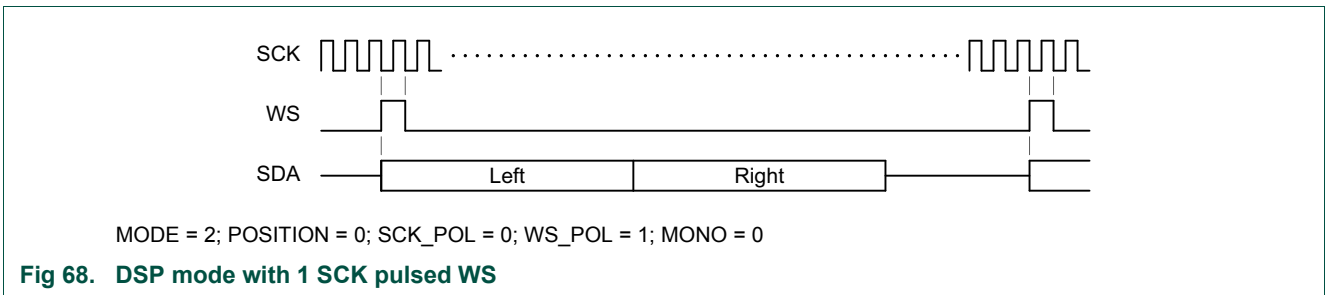 SCK
WS
SDA
Left
Right
MODE = 2; POSITION = 0; SCK_POL = 0; WS_POL = 1; MONO = 0
Fig 68. DSP mode with 1 SCK pulsed WS